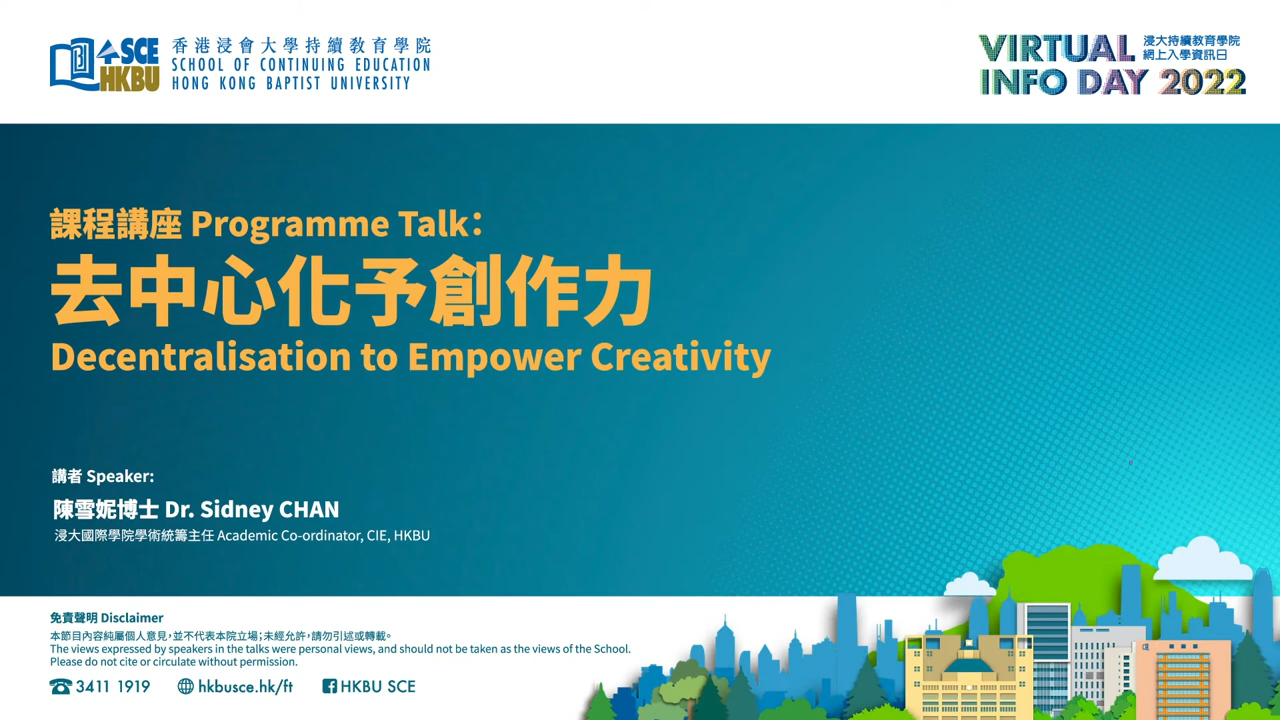 SCE
HKBU
香港浸會大學持續教育學院
SCHOOL OF CONTINUING EDUCATION
HONG KONG BAPTIST UNIVERSITY
VIRTUAL
INFO DAY 2022
浸大持續教育學院
網上入學資訊日
課程講座 Programme Talk:
去中心化予創作力
Decentralisation to Empower Creativity
講者 Speaker:
陳雪妮博士 Dr. Sidney CHAN
浸大國際學院學術統籌主任 Academic Co-ordinator, CIE, HKBU
免責聲明 Disclaimer
本節目內容純屬個人意見，並不代表本院立場；未經允許，請勿引述或轉載。
The views expressed by speakers in the talks were personal views, and should not be taken as the views of the School.
Please do not cite or circulate without permission.
3411 1919 hkbusce.hk/ft HKBU SCE